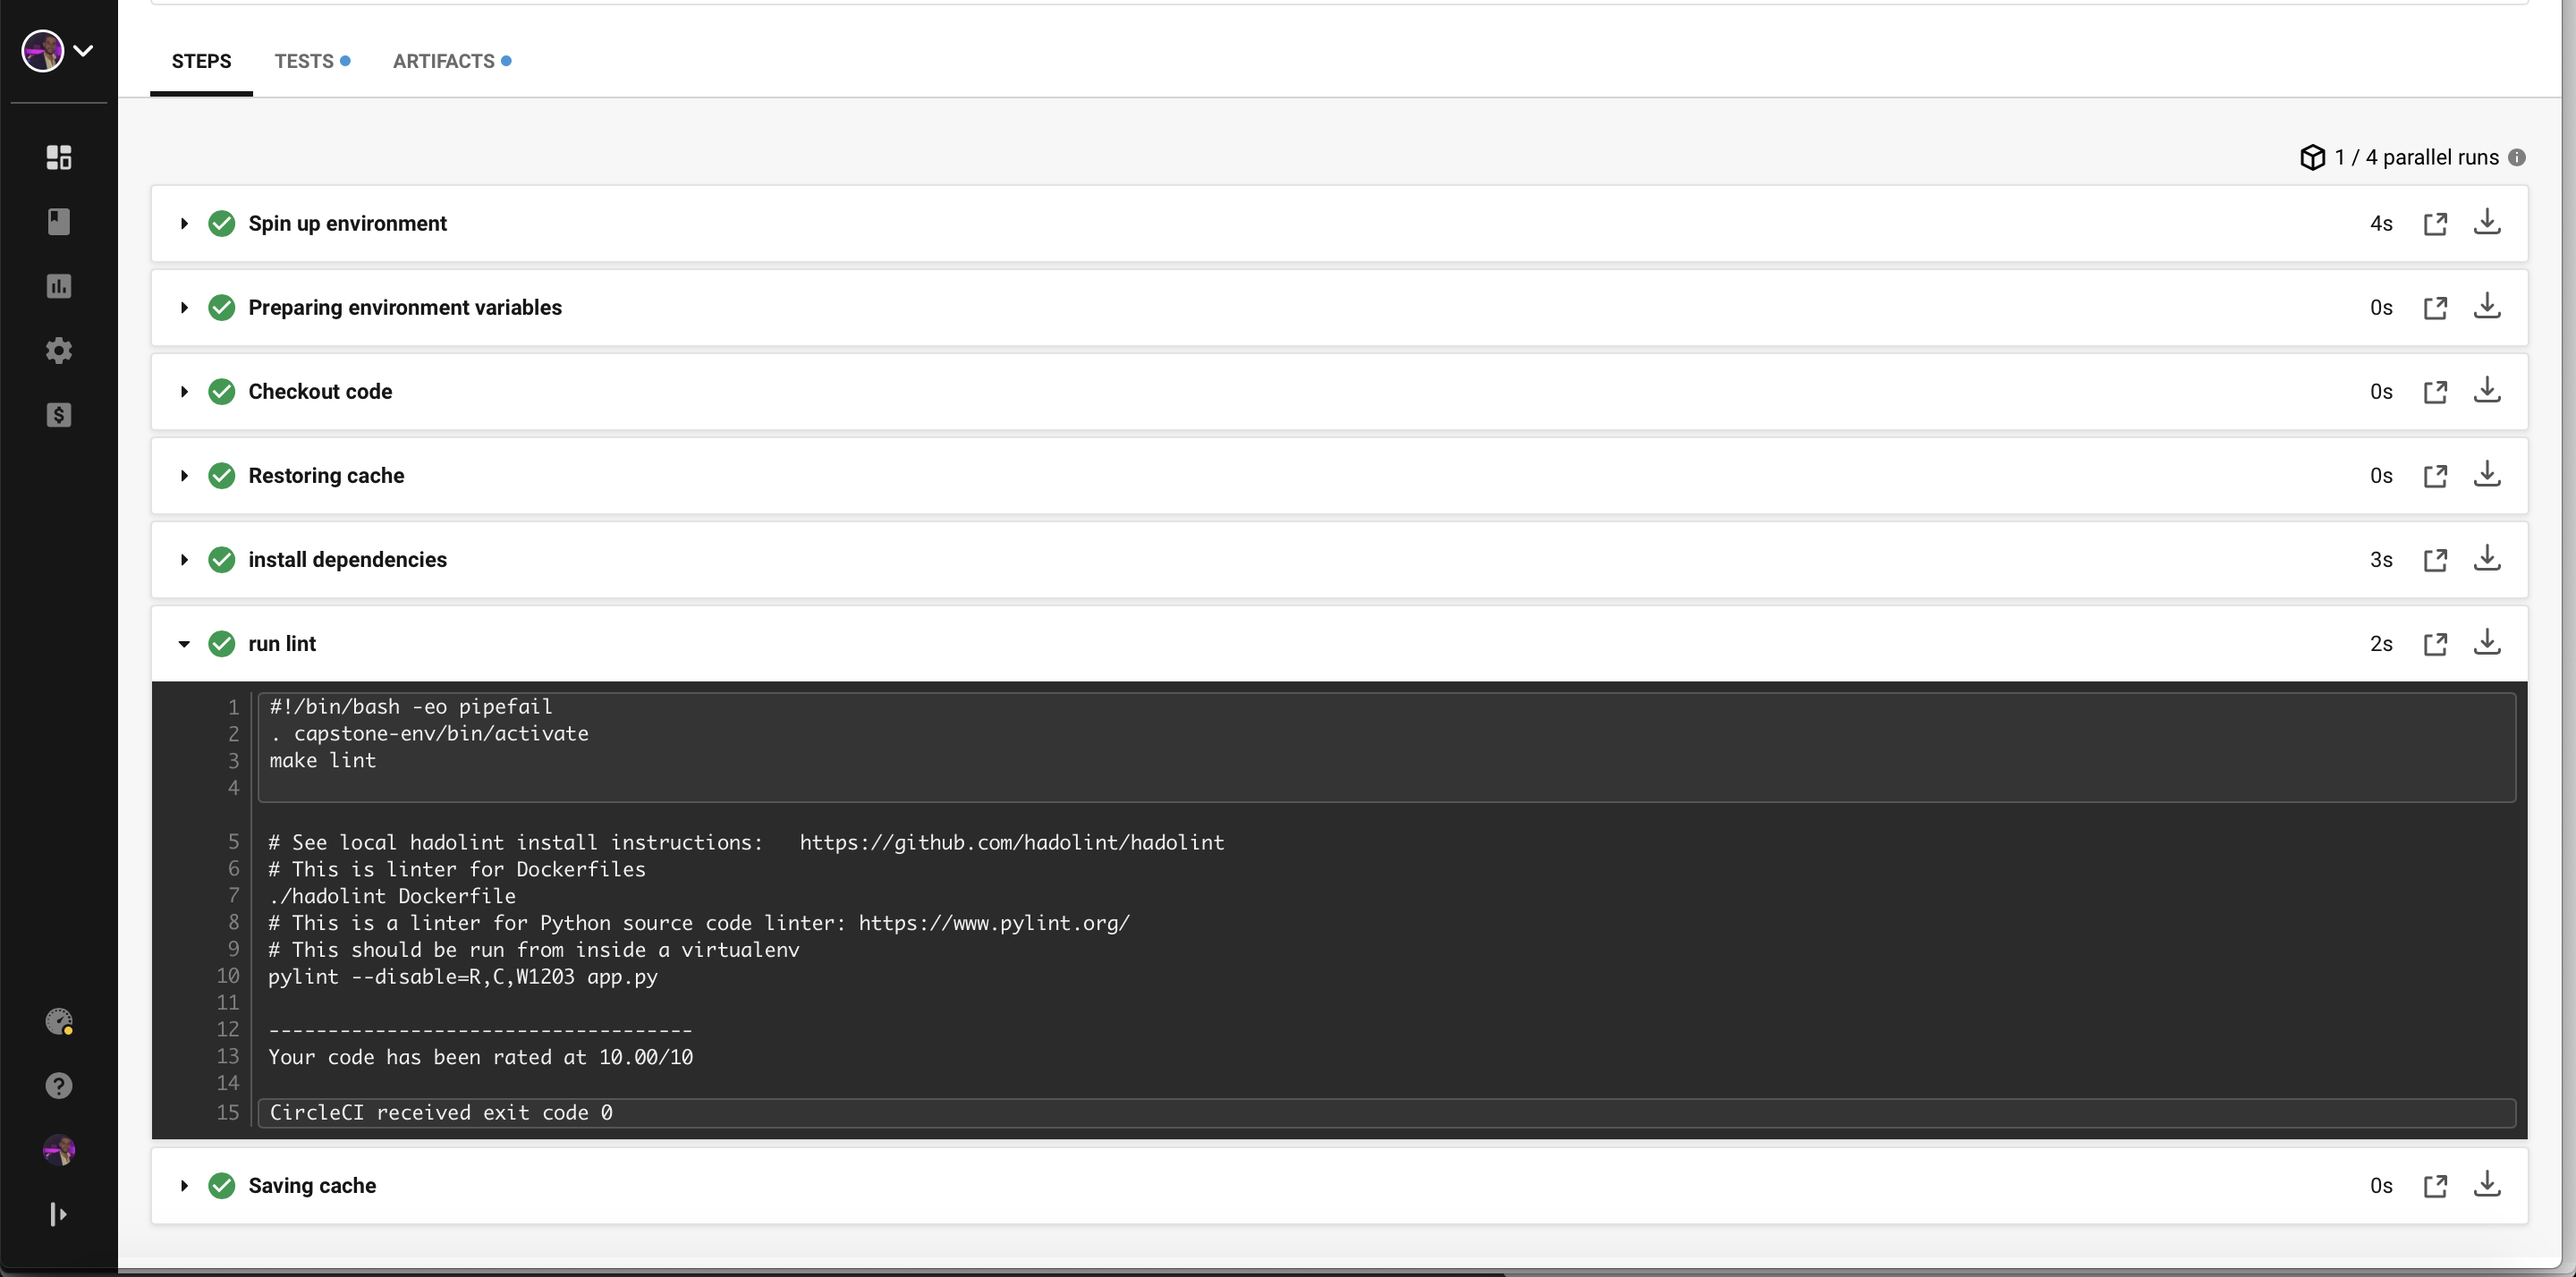 STEPS TESTS ARTIFACTS
1 / 4 parallel runs
Spin up environment 4s
Preparing environment variables 0s
Checkout code 0s
Restoring cache 0s
install dependencies 3s
run lint 2s
1 #!/bin/bash -eo pipefail
2 . capstone-env/bin/activate
3 make lint
4
5 # See local hadolint install instructions:   https://github.com/hadolint/hadolint
6 # This is linter for Dockerfiles
7 ./hadolint Dockerfile
8 # This is a linter for Python source code linter: https://www.pylint.org/
9 # This should be run from inside a virtualenv
10 pylint --disable=R,C,W1203 app.py
11
12 ------------------------------------
13 Your code has been rated at 10.00/10
14
15 CircleCI received exit code 0
Saving cache 0s